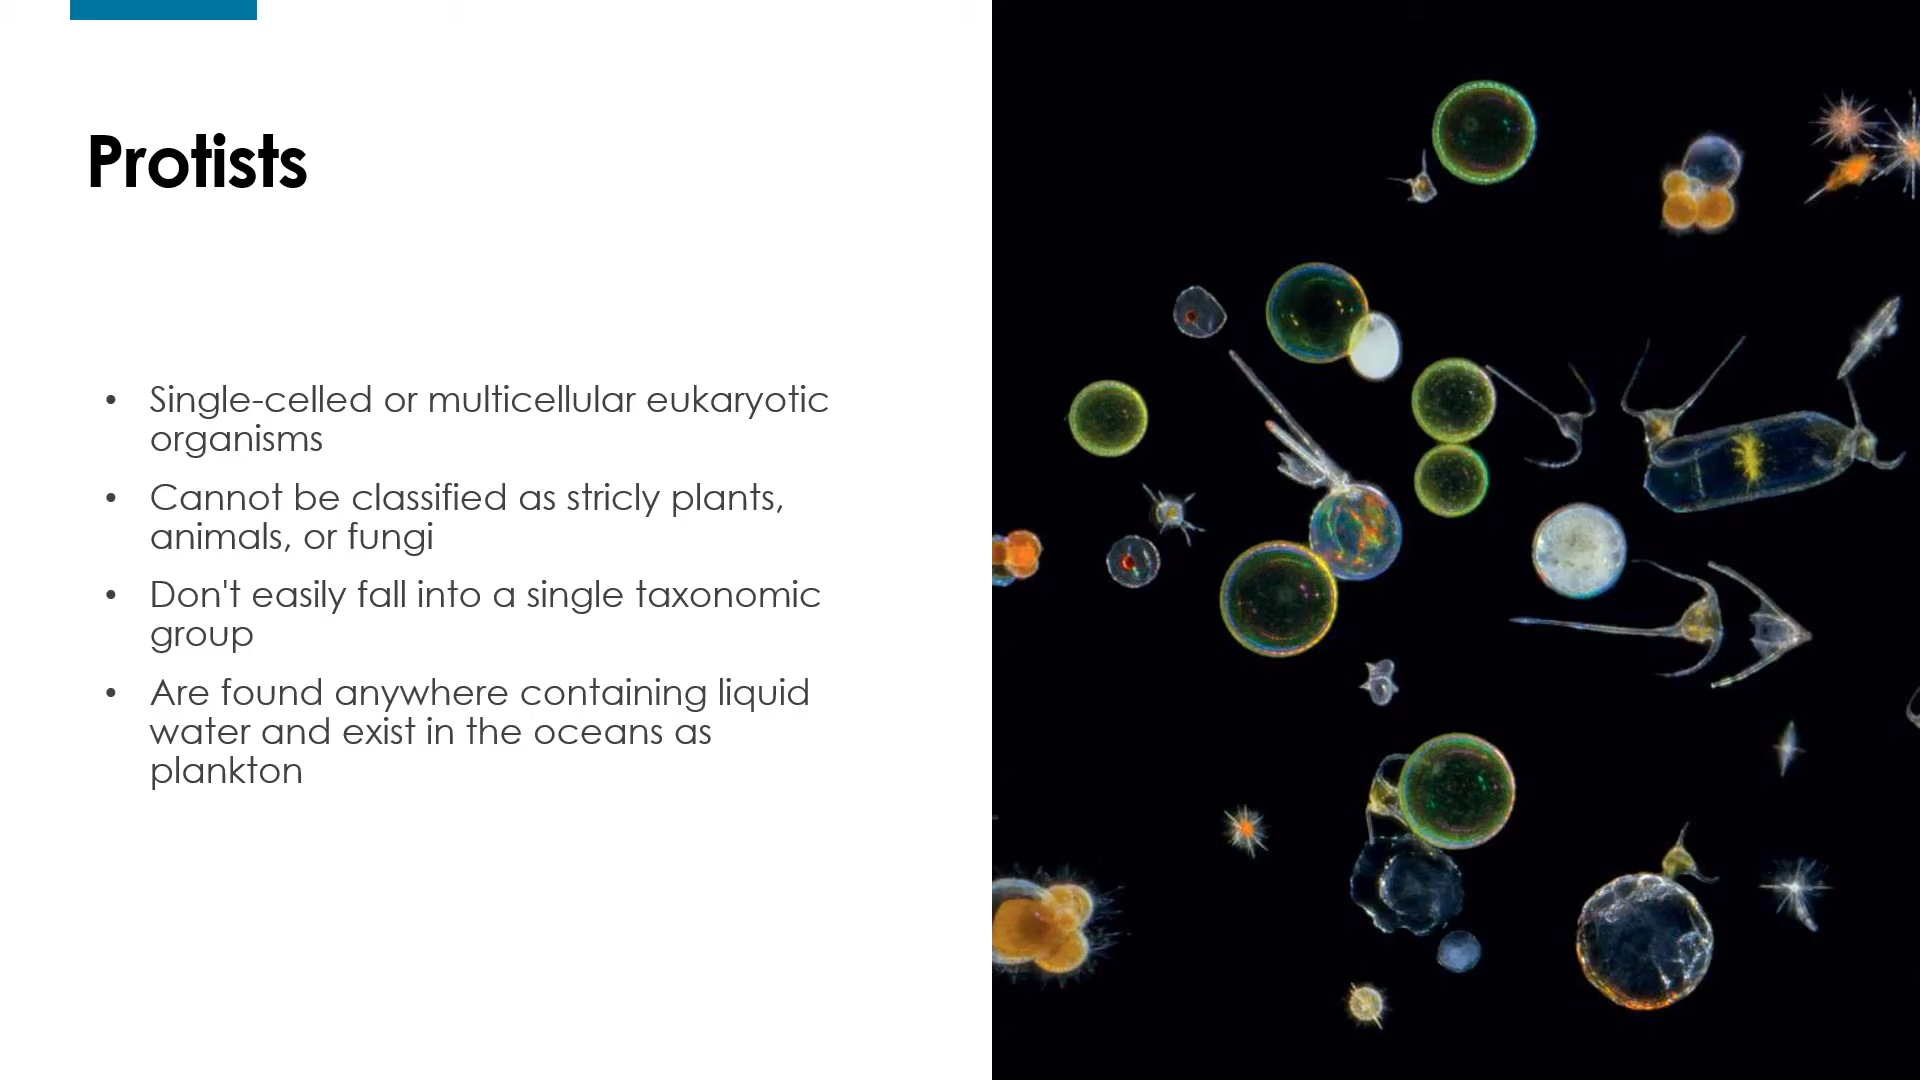 Protists
• Single-celled or multicellular eukaryotic
organisms
• Cannot be classified as stricly plants,
animals, or fungi
• Don't easily fall into a single taxonomic
group
• Are found anywhere containing liquid
water and exist in the oceans as
plankton